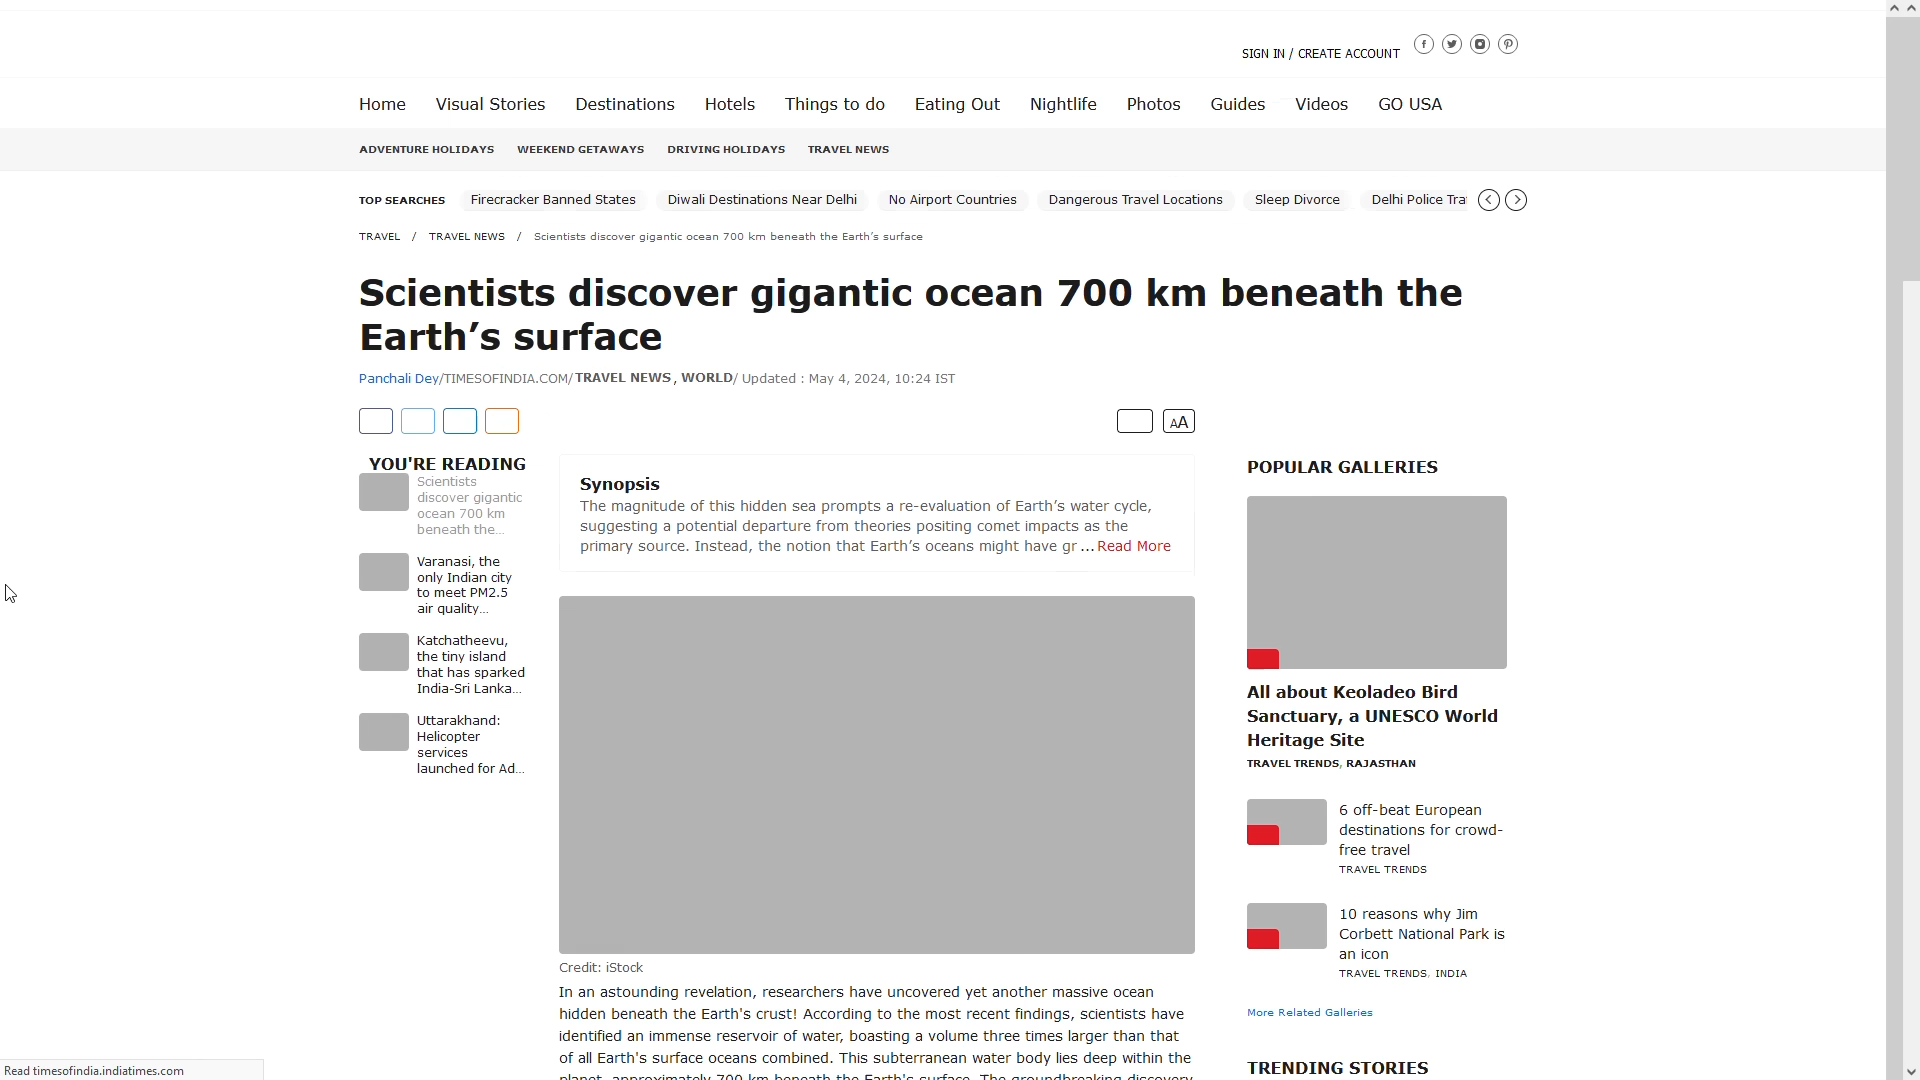 SIGN IN / CREATE ACCOUNT
Home Visual Stories Destinations Hotels Things to do Eating Out Nightlife Photos Guides Videos GO USA
ADVENTURE HOLIDAYS WEEKEND GETAWAYS DRIVING HOLIDAYS TRAVEL NEWS
TOP SEARCHES Firecracker Banned States Diwali Destinations Near Delhi No Airport Countries Dangerous Travel Locations Sleep Divorce Delhi Police
TRAVEL / TRAVEL NEWS / Scientists discover gigantic ocean 700 km beneath the Earth’s surface
Scientists discover gigantic ocean 700 km beneath the
Earth’s surface
Panchali Dey/TIMESOFINDIA.COM/TRAVEL NEWS, WORLD/ Updated : May 4, 2024, 10:24 IST
AA
YOU'RE READING
Scientists
discover gigantic
ocean 700 km
beneath the...
Varanasi, the
only Indian city
to meet PM2.5
air quality...
Katchatheevu,
the tiny island
that has sparked
India-Sri Lanka...
Uttarakhand:
Helicopter
services
launched for Ad...
Synopsis
The magnitude of this hidden sea prompts a re-evaluation of Earth’s water cycle,
suggesting a potential departure from theories positing comet impacts as the
primary source. Instead, the notion that Earth’s oceans might have gr ...Read More
Credit: iStock
In an astounding revelation, researchers have uncovered yet another massive ocean
hidden beneath the Earth's crust! According to the most recent findings, scientists have
identified an immense reservoir of water, boasting a volume three times larger than that
of all Earth's surface oceans combined. This subterranean water body lies deep within the
planet, approximately 700 km beneath the Earth's surface. The groundbreaking discovery
POPULAR GALLERIES
All about Keoladeo Bird
Sanctuary, a UNESCO World
Heritage Site
TRAVEL TRENDS, RAJASTHAN
6 off-beat European
destinations for crowd-
free travel
TRAVEL TRENDS
10 reasons why Jim
Corbett National Park is
an icon
TRAVEL TRENDS, INDIA
More Related Galleries
TRENDING STORIES
Read timesofindia.indiatimes.com